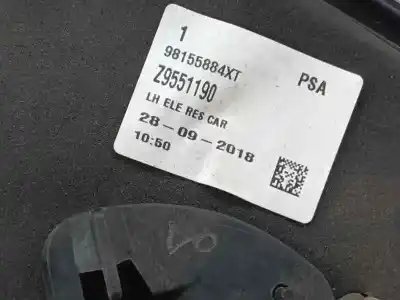 1
98155884XT
PSA
Z9551190
LH ELE RES CAR
28-09-2018
10:50